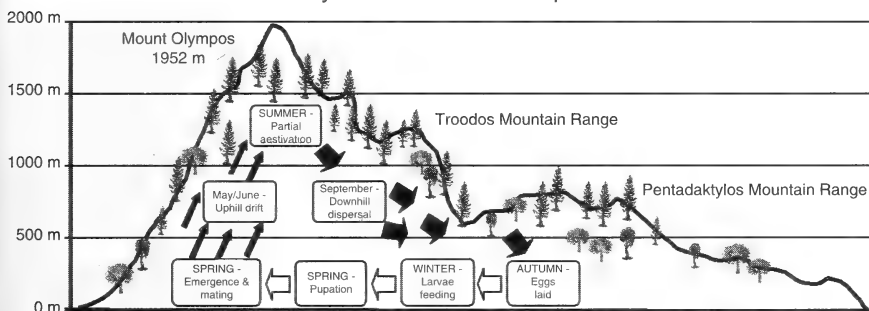 2000 m
Mount Olympos
1952 m
1500 m
SUMMER -
Partial
aestivation
Troodos Mountain Range
1000 m
May/June -
Uphill drift
September -
Downhill
dispersal
Pentadaktylos Mountain Range
500 m
SPRING -
Emergence &
mating
SPRING -
Pupation
WINTER -
Larvae
feeding
AUTUMN -
Eggs
laid
0 m